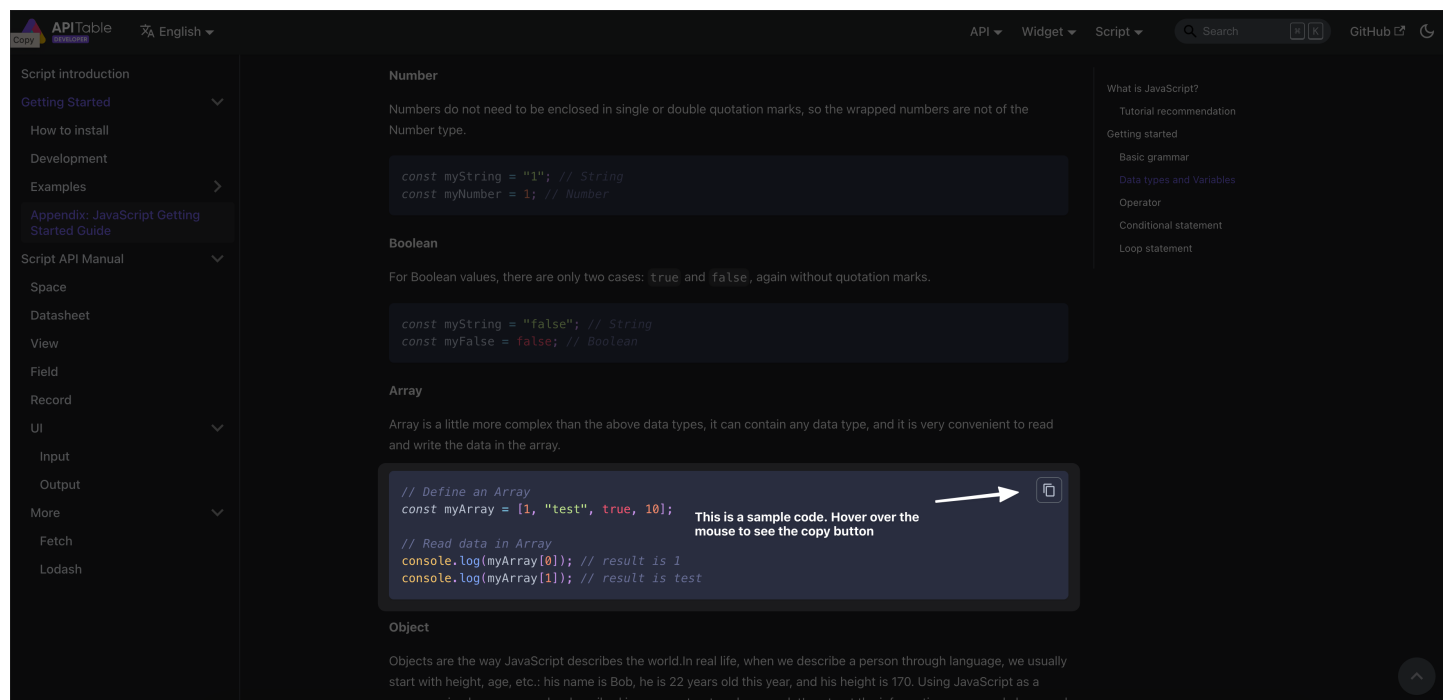 APITable
DEVELOPER
Copy
English
API
Widget
Script
Search
⌘ K
GitHub
Script introduction
Getting Started
How to install
Development
Examples
Appendix: JavaScript Getting
Started Guide
Script API Manual
Space
Datasheet
View
Field
Record
UI
Input
Output
More
Fetch
Lodash
Number
Numbers do not need to be enclosed in single or double quotation marks, so the wrapped numbers are not of the
Number type.
const myString = "1"; // String
const myNumber = 1; // Number
Boolean
For Boolean values, there are only two cases: true and false, again without quotation marks.
const myString = "false"; // String
const myFalse = false; // Boolean
Array
Array is a little more complex than the above data types, it can contain any data type, and it is very convenient to read
and write the data in the array.
// Define an Array
const myArray = [1, "test", true, 10];
// Read data in Array
console.log(myArray[0]); // result is 1
console.log(myArray[1]); // result is test
This is a sample code. Hover over the
mouse to see the copy button
Object
Objects are the way JavaScript describes the world.In real life, when we describe a person through language, we usually
start with height, age, etc.: his name is Bob, he is 22 years old this year, and his height is 170. Using JavaScript as a
What is JavaScript?
Tutorial recommendation
Getting started
Basic grammar
Data types and Variables
Operator
Conditional statement
Loop statement